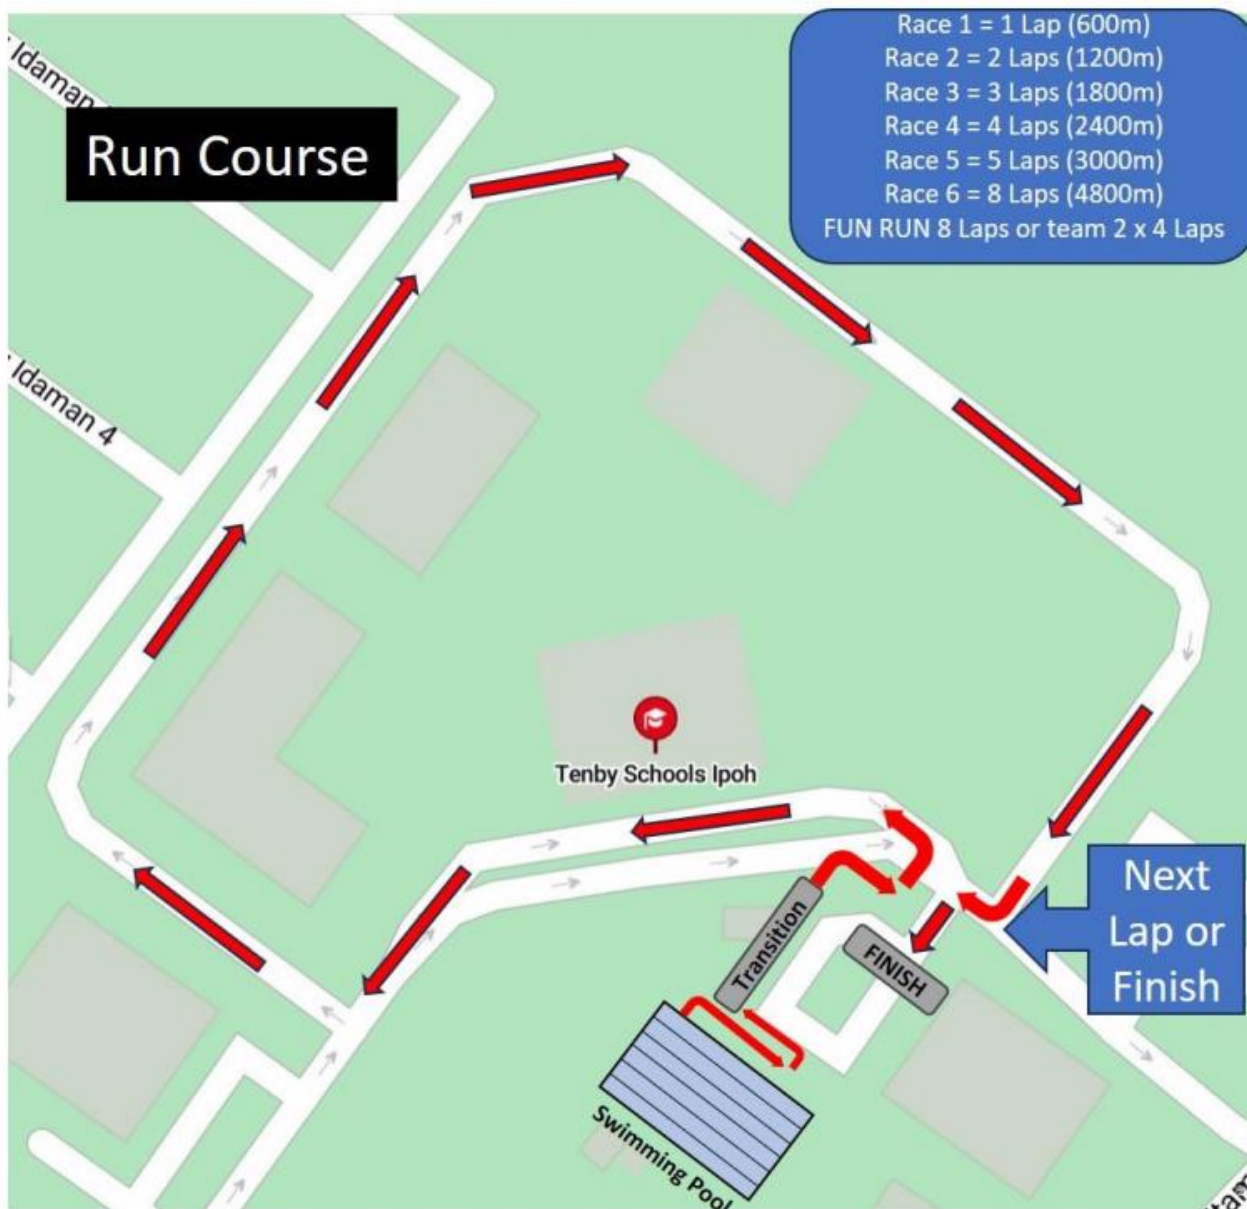 Race 1 = 1 Lap (600m)
Race 2 = 2 Laps (1200m)
Race 3 = 3 Laps (1800m)
Race 4 = 4 Laps (2400m)
Race 5 = 5 Laps (3000m)
Race 6 = 8 Laps (4800m)
FUN RUN 8 Laps or team 2 x 4 Laps
Idaman
Run Course
Idaman 4
Tenby Schools Ipoh
Next
Lap or
Finish
Transition
FINISH
Swimming Pool